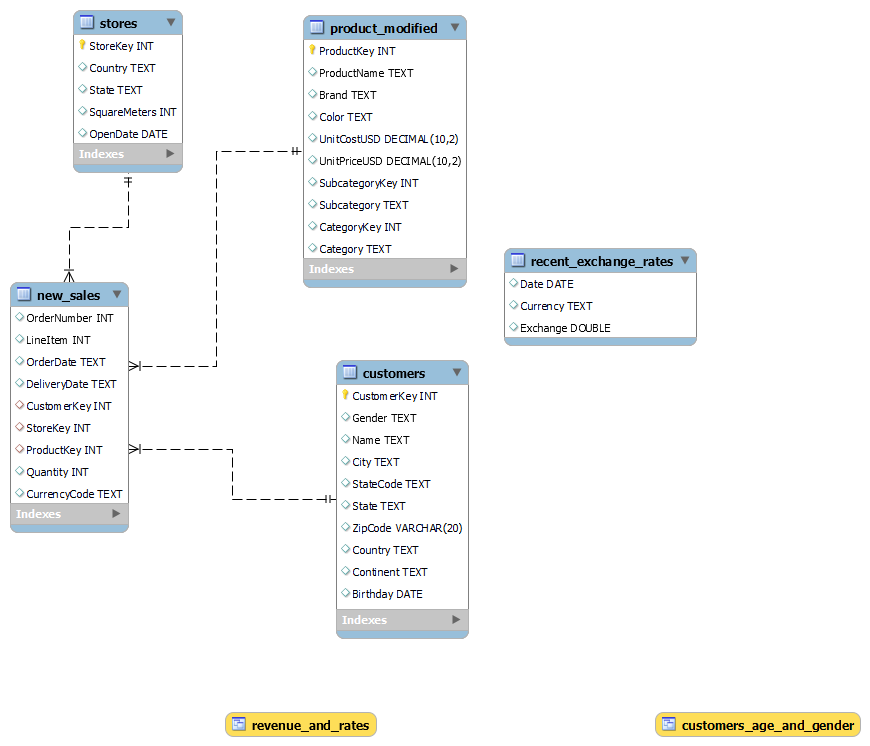 stores
StoreKey INT
Country TEXT
State TEXT
SquareMeters INT
OpenDate DATE
Indexes
product_modified
ProductKey INT
ProductName TEXT
Brand TEXT
Color TEXT
UnitCostUSD DECIMAL(10,2)
UnitPriceUSD DECIMAL(10,2)
SubcategoryKey INT
Subcategory TEXT
CategoryKey INT
Category TEXT
Indexes
recent_exchange_rates
Date DATE
Currency TEXT
Exchange DOUBLE
new_sales
OrderNumber INT
LineItem INT
OrderDate TEXT
DeliveryDate TEXT
CustomerKey INT
StoreKey INT
ProductKey INT
Quantity INT
CurrencyCode TEXT
Indexes
customers
CustomerKey INT
Gender TEXT
Name TEXT
City TEXT
StateCode TEXT
State TEXT
ZipCode VARCHAR(20)
Country TEXT
Continent TEXT
Birthday DATE
Indexes
revenue_and_rates
customers_age_and_gender